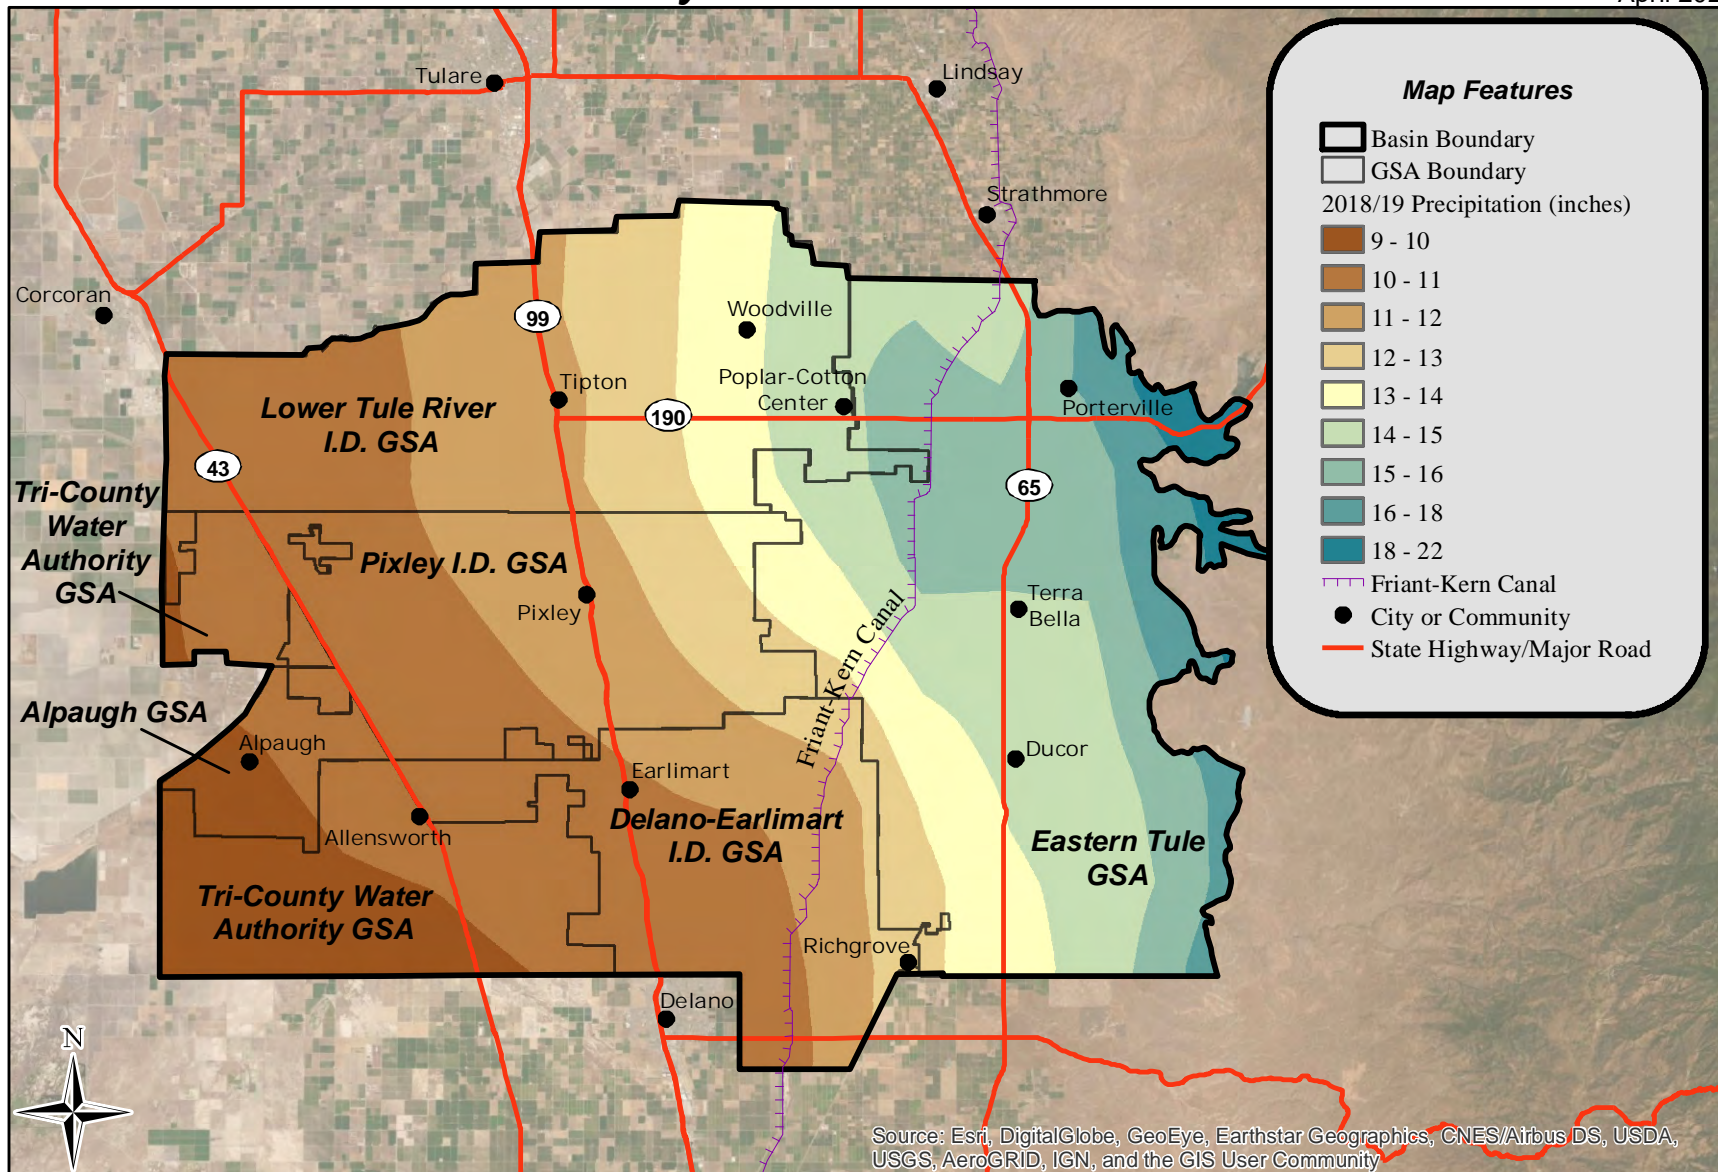 Tulare
Lindsay
Strathmore
Corcoran
99
Woodville
Tipton
Poplar-Cotton
Center
190
Porterville
Lower Tule River
I.D. GSA
43
65
Tri-County
Water
Authority
GSA
Pixley I.D. GSA
Pixley
Terra
Bella
Friant-Kern Canal
Alpaugh GSA
Alpaugh
Ducor
Earlimart
Allensworth
Delano-Earlimart
I.D. GSA
Eastern Tule
GSA
Tri-County Water
Authority GSA
Richgrove
Delano
N
Map Features
Basin Boundary
GSA Boundary
2018/19 Precipitation (inches)
9 - 10
10 - 11
11 - 12
12 - 13
13 - 14
14 - 15
15 - 16
16 - 18
18 - 22
Friant-Kern Canal
City or Community
State Highway/Major Road
Source: Esri, DigitalGlobe, GeoEye, Earthstar Geographics, CNES/Airbus DS, USDA,
USGS, AeroGRID, IGN, and the GIS User Community